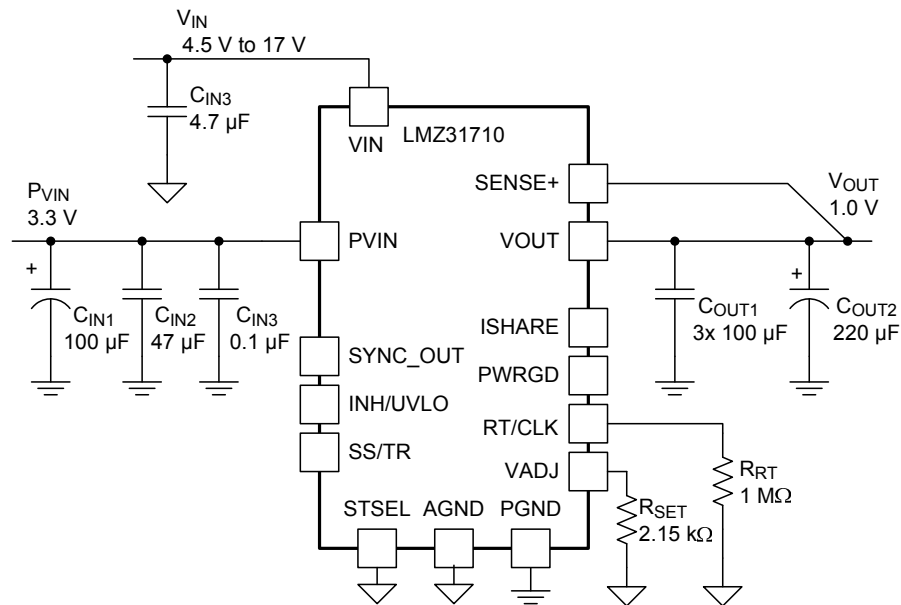 VIN
4.5 V to 17 V
CIN3
4.7 µF
VIN
LMZ31710
SENSE+
VOUT
1.0 V
PVIN
3.3 V
PVIN
VOUT
+
CIN1
100 µF
CIN2
47 µF
CIN3
0.1 µF
COUT1
3x 100 µF
+
COUT2
220 µF
ISHARE
SYNC_OUT
PWRGD
INH/UVLO
RT/CLK
SS/TR
VADJ
RRT
1 MΩ
RSET
2.15 kΩ
STSEL
AGND
PGND